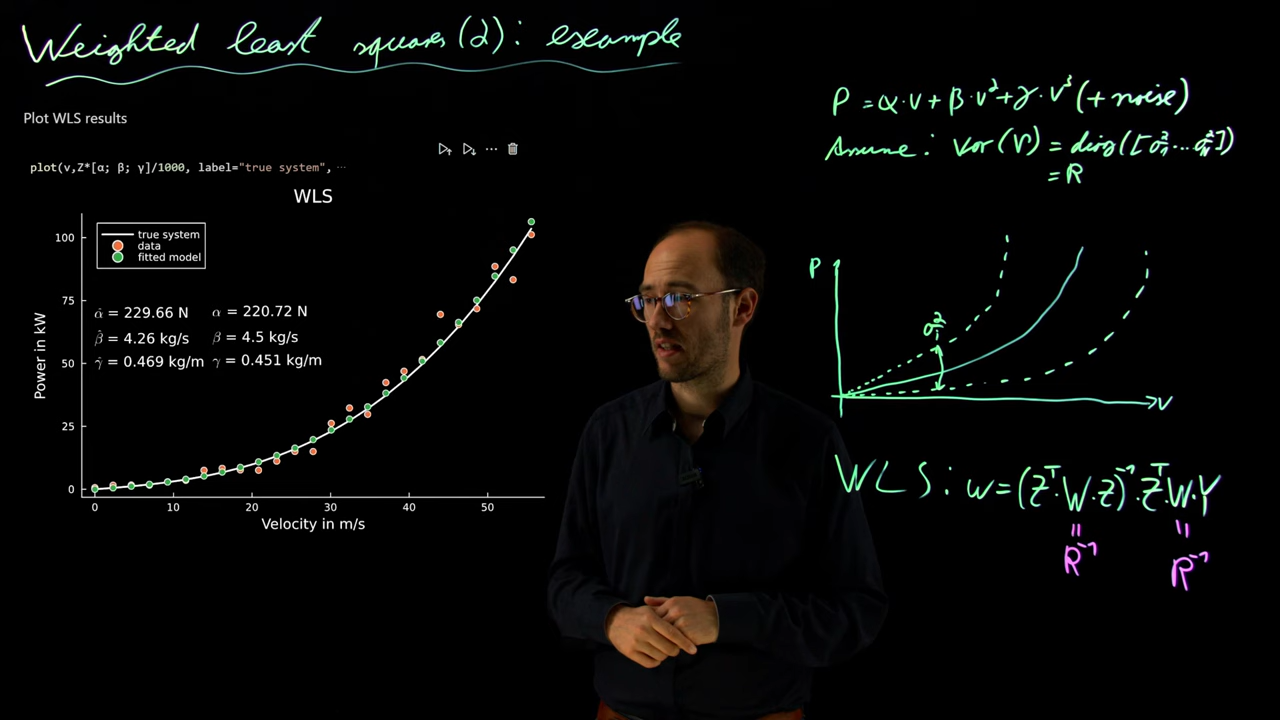 Weighted least squares (2): example
Plot WLS results
plot(v,Z*[α; β; γ]/1000, label="true system", ...
WLS
true system
data
fitted model
α̂ = 229.66 N α = 220.72 N
β̂ = 4.26 kg/s β = 4.5 kg/s
γ̂ = 0.469 kg/m γ = 0.451 kg/m
100
75
50
25
0
Power in kW
0 10 20 30 40 50
Velocity in m/s
P = α·v + β·v² + γ·v³ (+ noise)
Assume: Var(V) = diag([σ₁² ... σ_N²])
= R
P
σᵢ²
v
WLS: w = (Zᵀ·W·Z)⁻¹·Zᵀ·W·Y
= =
R⁻¹ R⁻¹